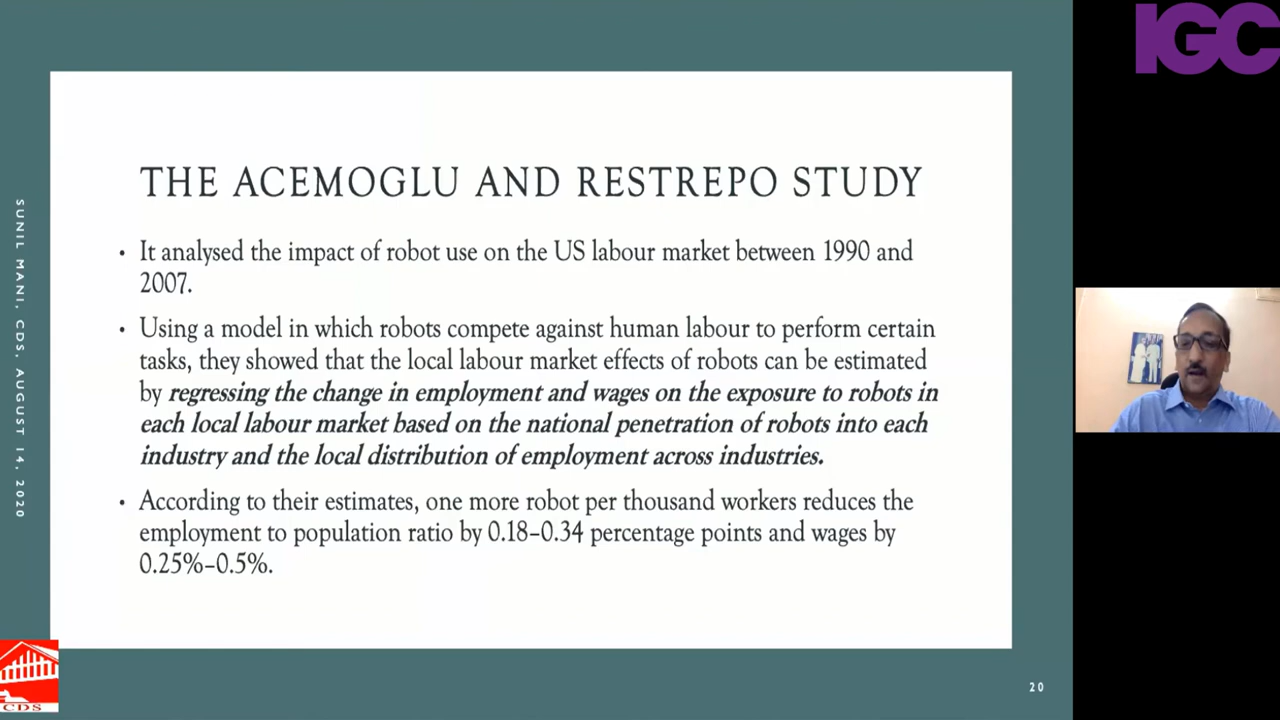 IGC
THE ACEMOGLU AND RESTREPO STUDY
• It analysed the impact of robot use on the US labour market between 1990 and
2007.
• Using a model in which robots compete against human labour to perform certain
tasks, they showed that the local labour market effects of robots can be estimated
by regressing the change in employment and wages on the exposure to robots in
each local labour market based on the national penetration of robots into each
industry and the local distribution of employment across industries.
• According to their estimates, one more robot per thousand workers reduces the
employment to population ratio by 0.18–0.34 percentage points and wages by
0.25%–0.5%.
SUNIL MANI, CDS, AUGUST 14, 2020
CDS
20